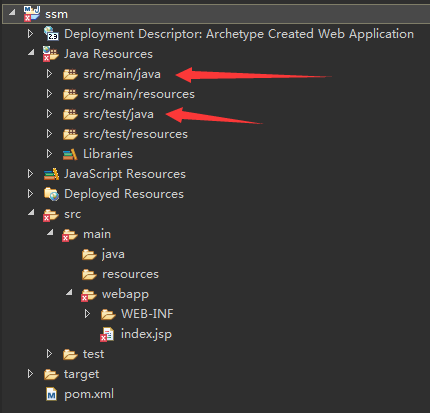 ssm
Deployment Descriptor: Archetype Created Web Application
Java Resources
src/main/java
src/main/resources
src/test/java
src/test/resources
Libraries
JavaScript Resources
Deployed Resources
src
main
java
resources
webapp
WEB-INF
index.jsp
test
target
pom.xml